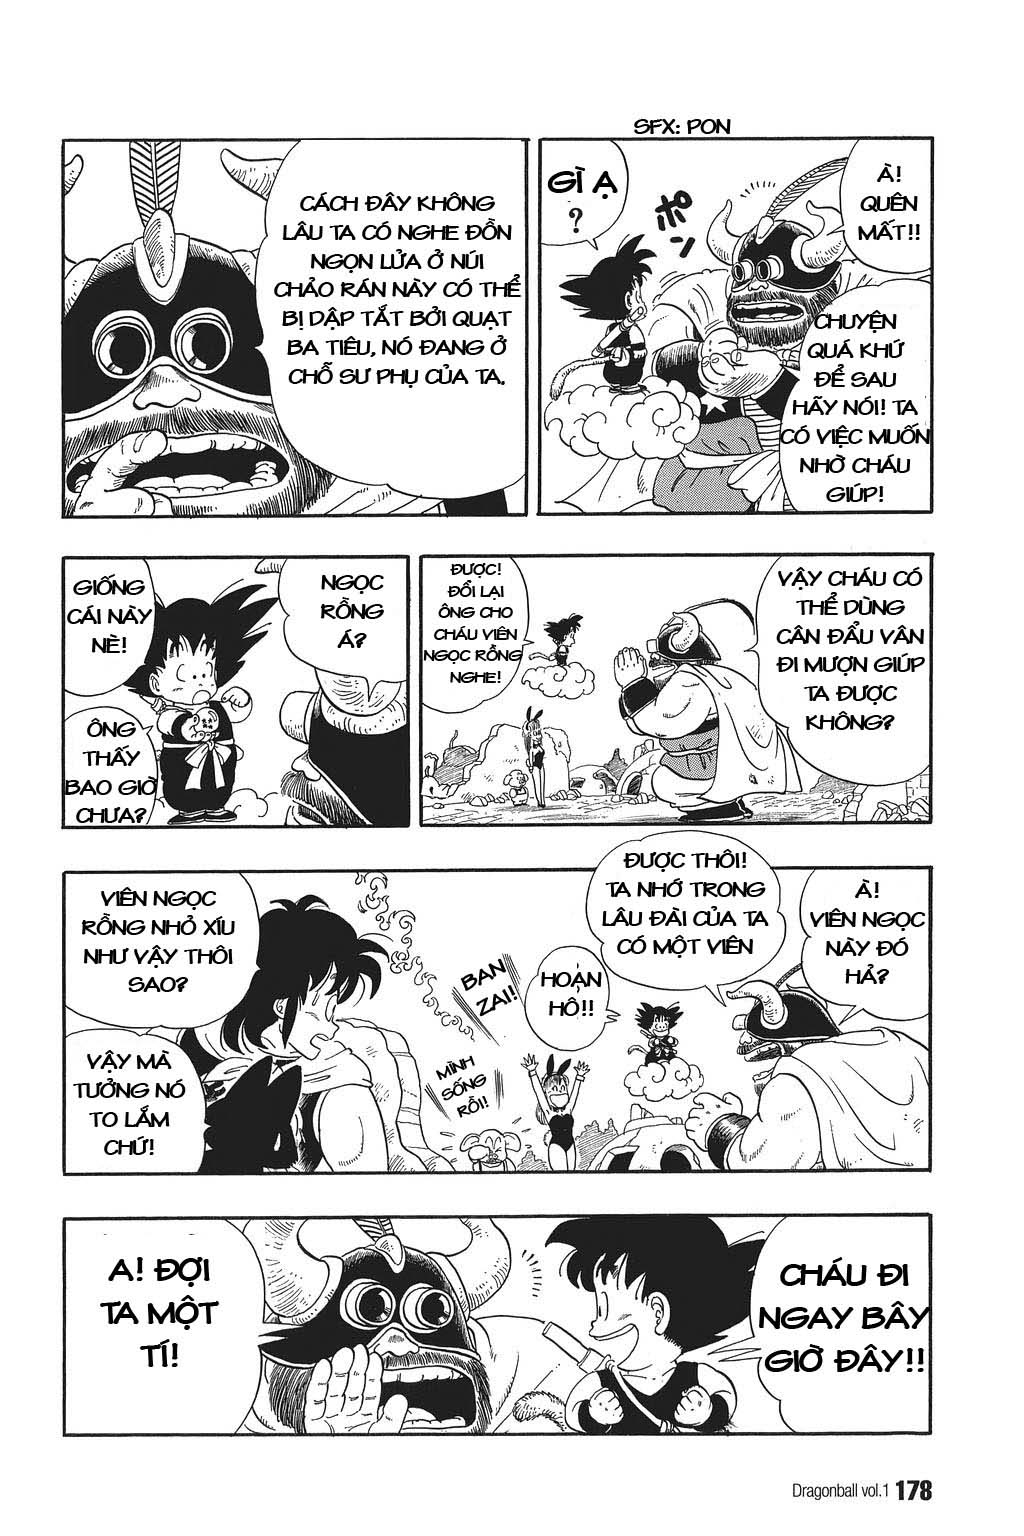 SFX: PON
À!
QUÊN
MẤT!!
GÌ Ạ
?
ポン
CHUYỆN
QUÁ KHỨ
ĐỂ SAU
HÃY NÓI! TA
CÓ VIỆC MUỐN
NHỜ CHÁU
GIÚP!
CÁCH ĐÂY KHÔNG
LÂU TA CÓ NGHE ĐỒN
NGỌN LỬA Ở NÚI
CHẢO RÁN NÀY CÓ THỂ
BỊ DẬP TẮT BỞI QUẠT
BA TIÊU, NÓ ĐANG Ở
CHỖ SƯ PHỤ CỦA TA.
VẬY CHÁU CÓ
THỂ DÙNG
CÂN ĐẨU VÂN
ĐI MƯỢN GIÚP
TA ĐƯỢC
KHÔNG?
ĐƯỢC!
ĐỔI LẠI
ÔNG CHO
CHÁU VIÊN
NGỌC RỒNG
NGHE!
NGỌC
RỒNG
Á?
GIỐNG
CÁI NÀY
NÈ!
ÔNG
THẤY
BAO GIỜ
CHƯA?
À!
VIÊN NGỌC
NÀY ĐÓ
HẢ?
ĐƯỢC THÔI!
TA NHỚ TRONG
LÂU ĐÀI CỦA TA
CÓ MỘT VIÊN
HOAN
HÔ!!
BAN
ZAI!
MÌNH
SỐNG
RỒI!
VIÊN NGỌC
RỒNG NHỎ XÍU
NHƯ VẬY THÔI
SAO?
VẬY MÀ
TƯỞNG NÓ
TO LẮM
CHỨ!
CHÁU ĐI
NGAY BÂY
GIỜ ĐÂY!!
A! ĐỢI
TA MỘT
TÍ!
Dragonball vol.1 178